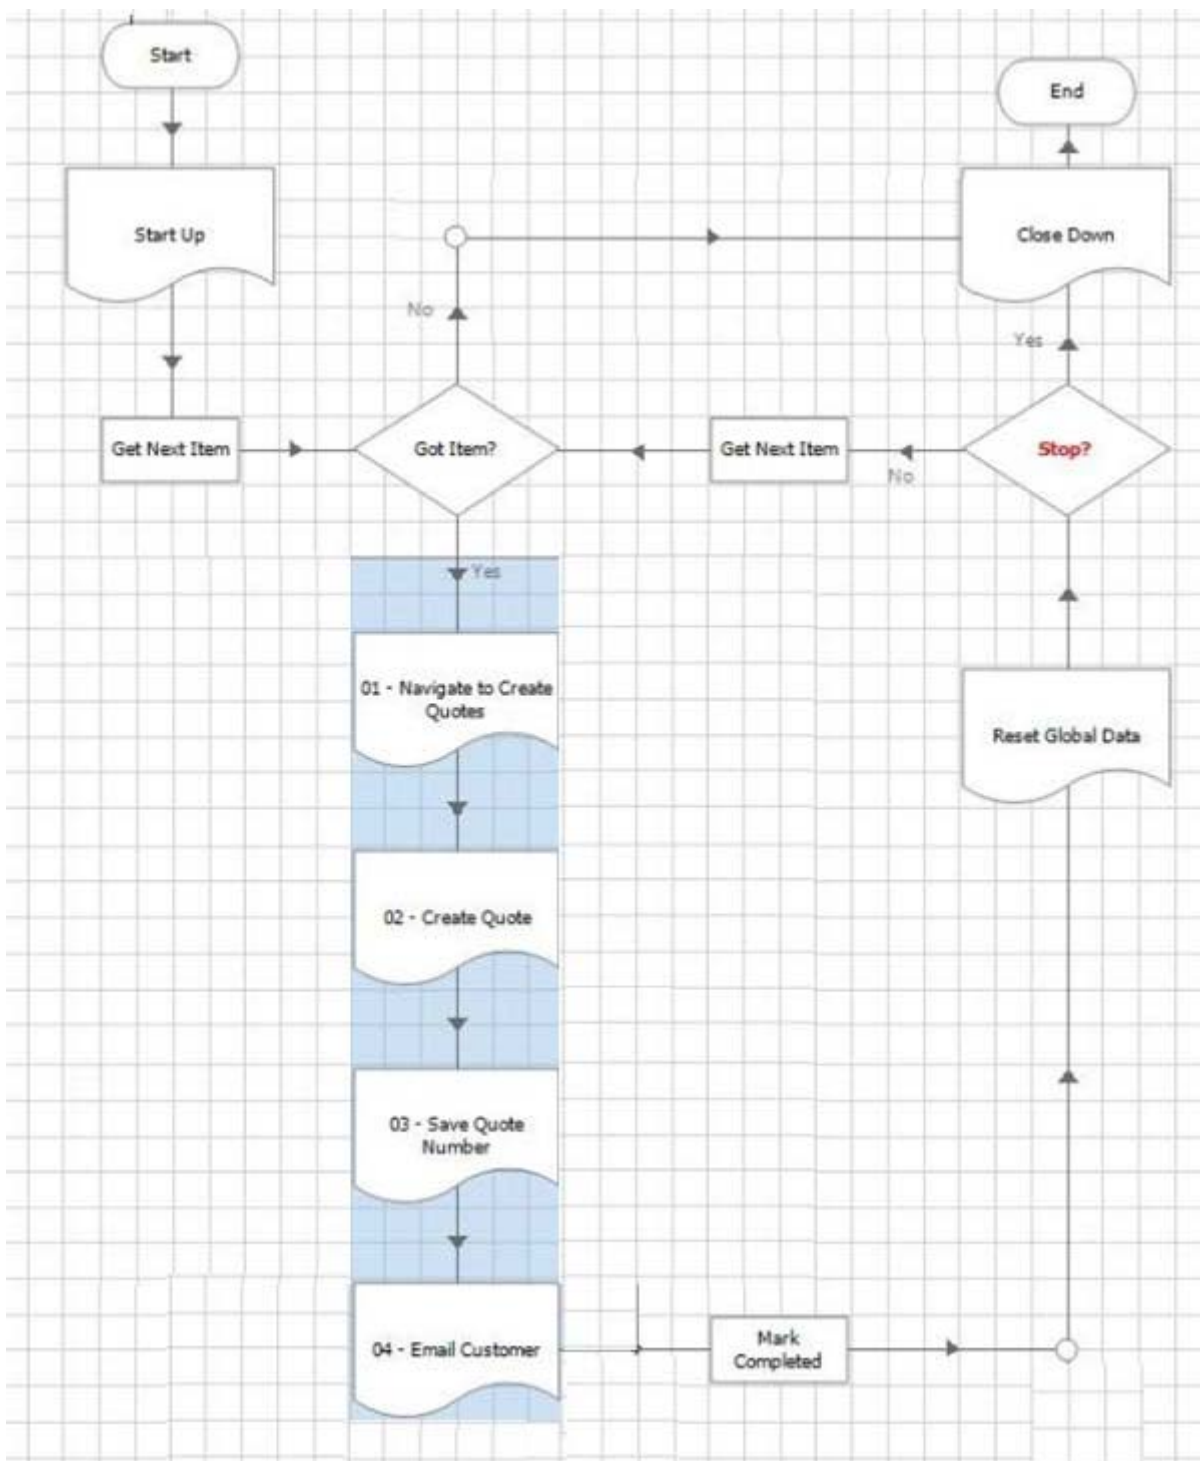 Start
End
Start Up
Close Down
No
Yes
Get Next Item
Got Item?
Get Next Item
Stop?
No
Yes
01 - Navigate to Create
Quotes
Reset Global Data
02 - Create Quote
03 - Save Quote
Number
04 - Email Customer
Mark
Completed